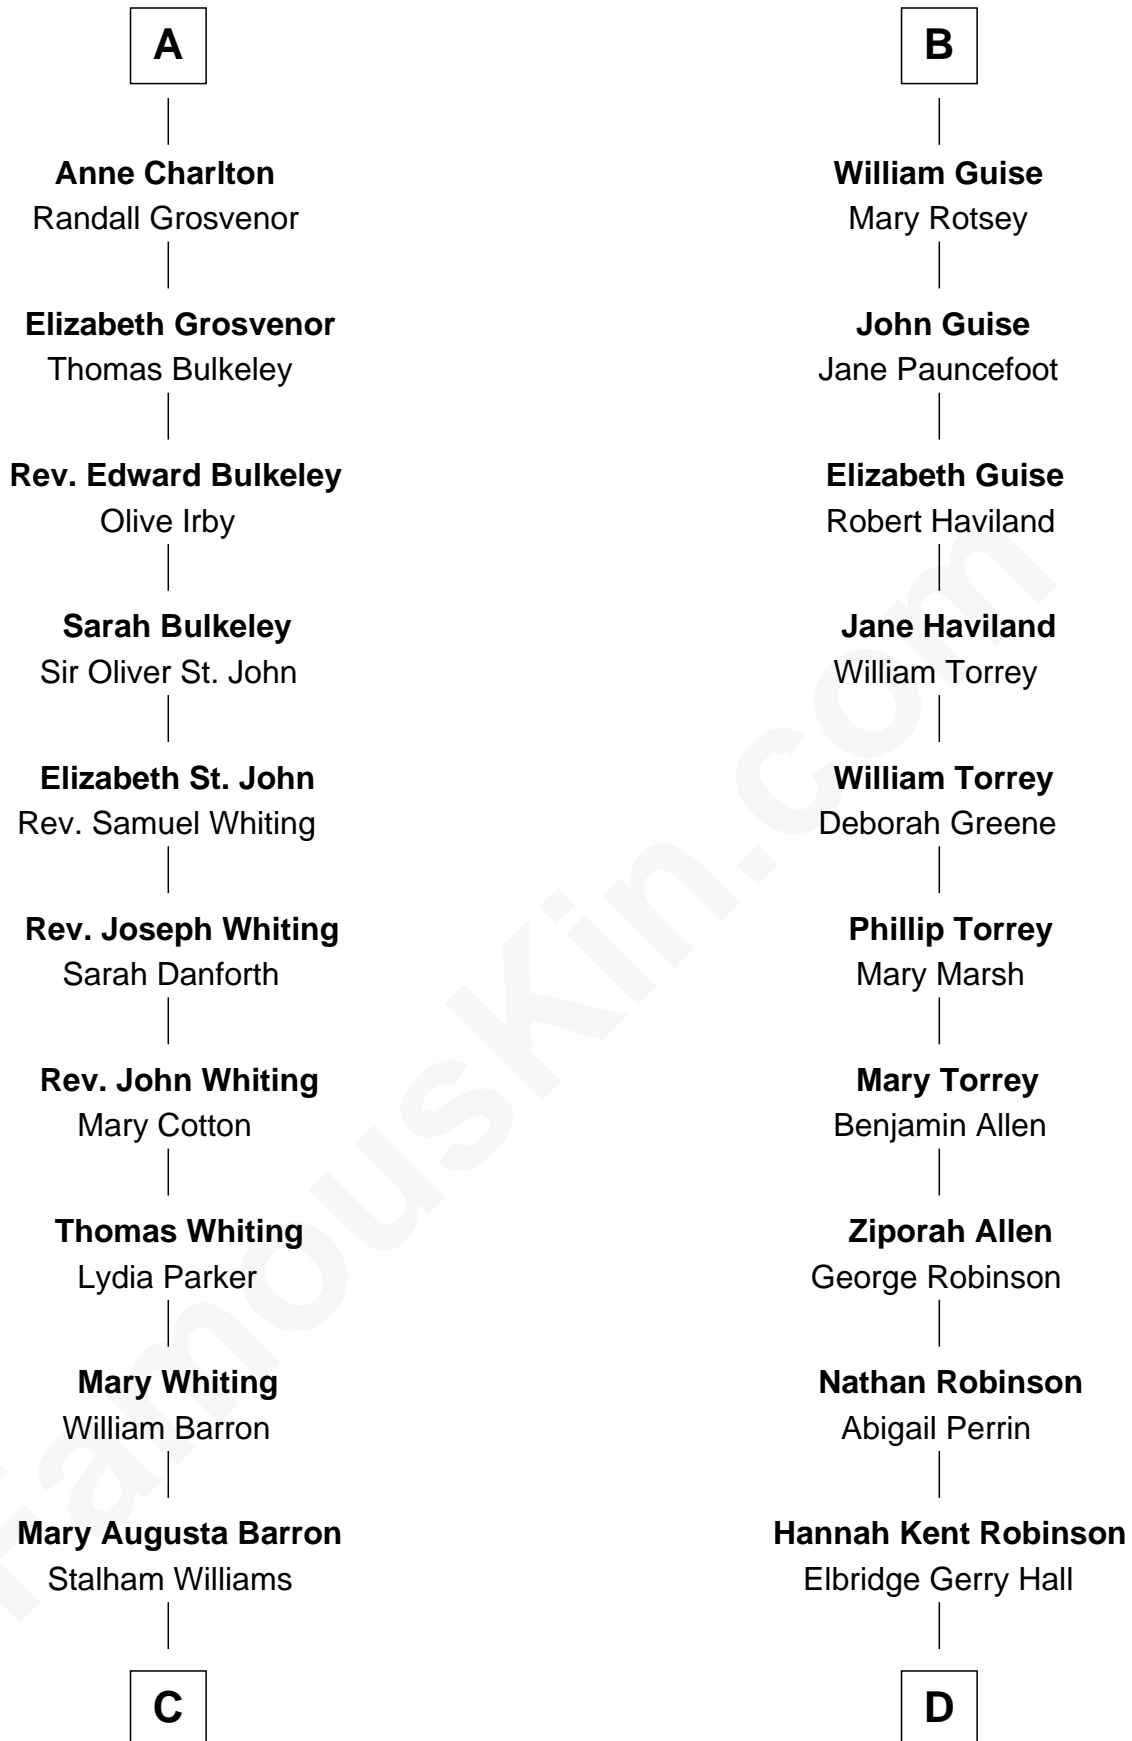 A
Anne Charlton
Randall Grosvenor
Elizabeth Grosvenor
Thomas Bulkeley
Rev. Edward Bulkeley
Olive Irby
Sarah Bulkeley
Sir Oliver St. John
Elizabeth St. John
Rev. Samuel Whiting
Rev. Joseph Whiting
Sarah Danforth
Rev. John Whiting
Mary Cotton
Thomas Whiting
Lydia Parker
Mary Whiting
William Barron
Mary Augusta Barron
Stalham Williams
C
B
William Guise
Mary Rotsey
John Guise
Jane Pauncefoot
Elizabeth Guise
Robert Haviland
Jane Haviland
William Torrey
William Torrey
Deborah Greene
Phillip Torrey
Mary Marsh
Mary Torrey
Benjamin Allen
Ziporah Allen
George Robinson
Nathan Robinson
Abigail Perrin
Hannah Kent Robinson
Elbridge Gerry Hall
D
FamousKin.com